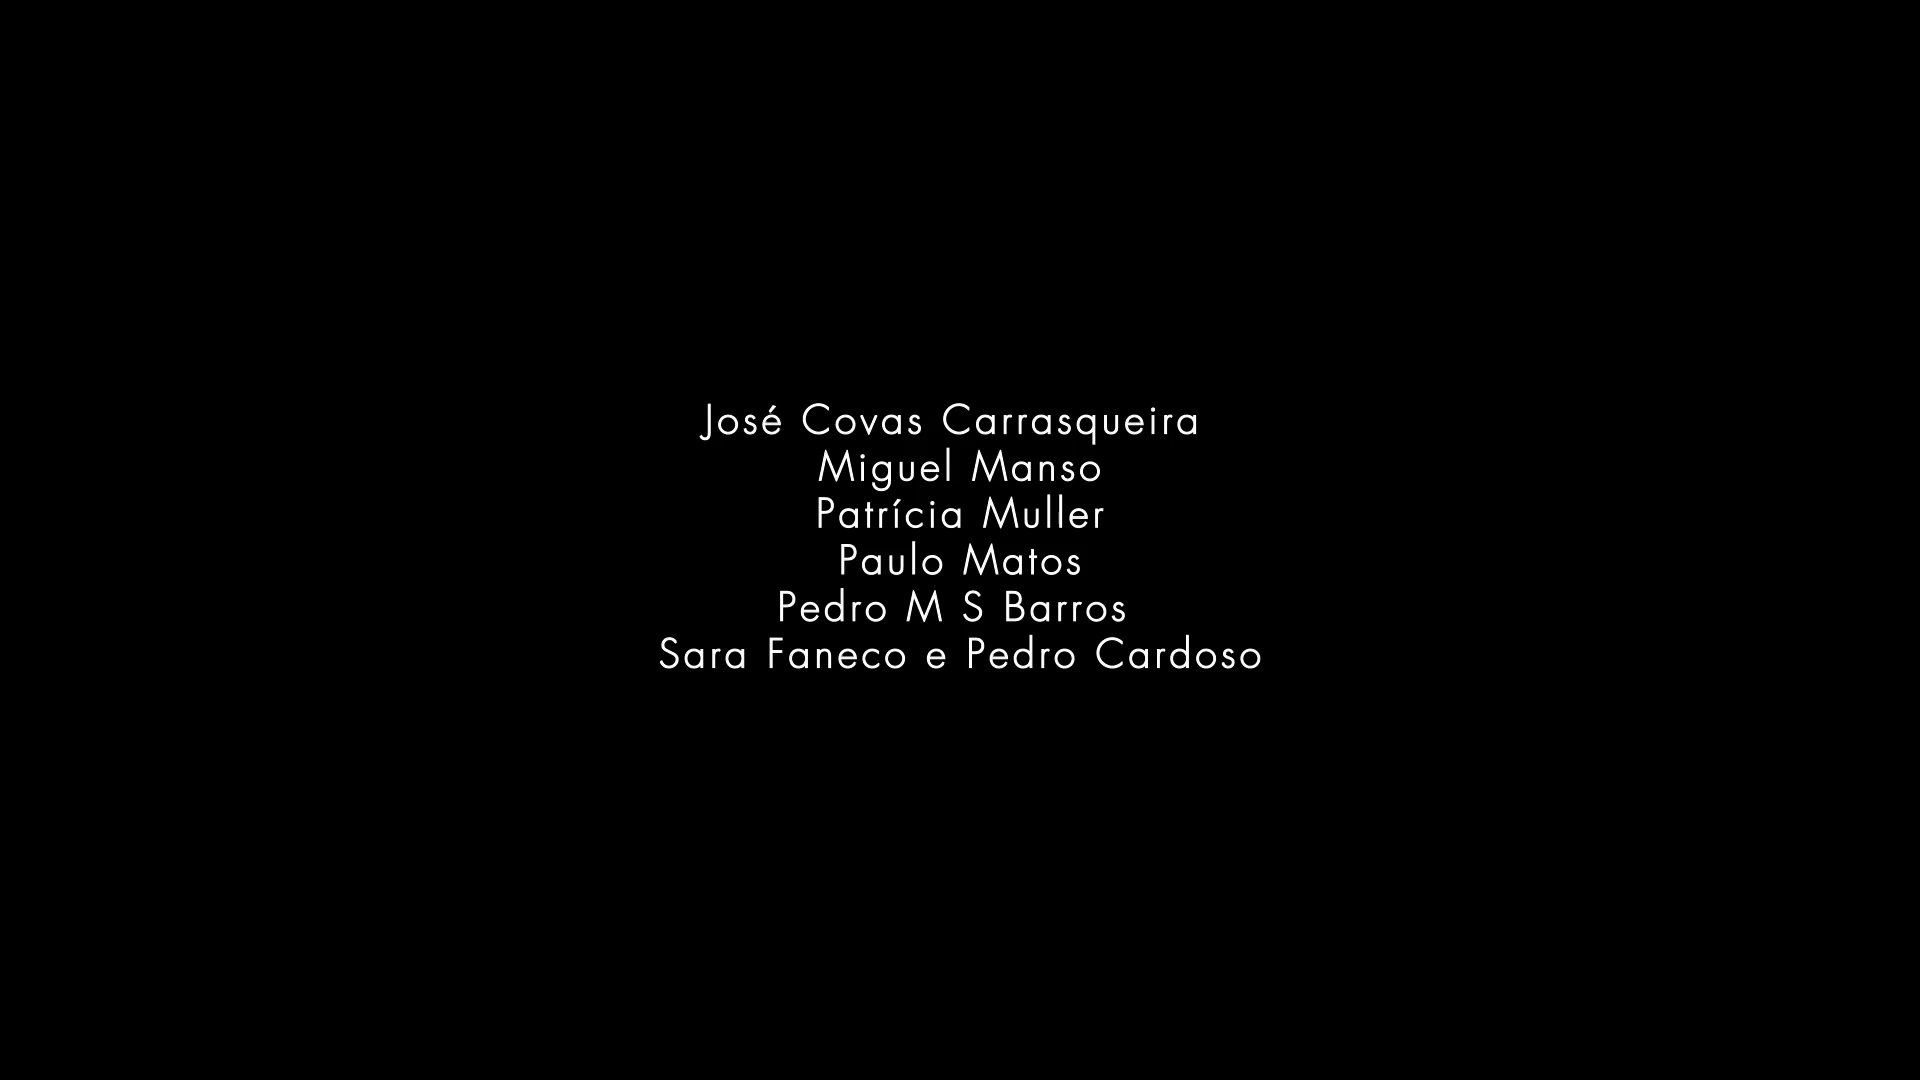 José Covas Carrasqueira
Miguel Manso
Patrícia Muller
Paulo Matos
Pedro M S Barros
Sara Faneco e Pedro Cardoso